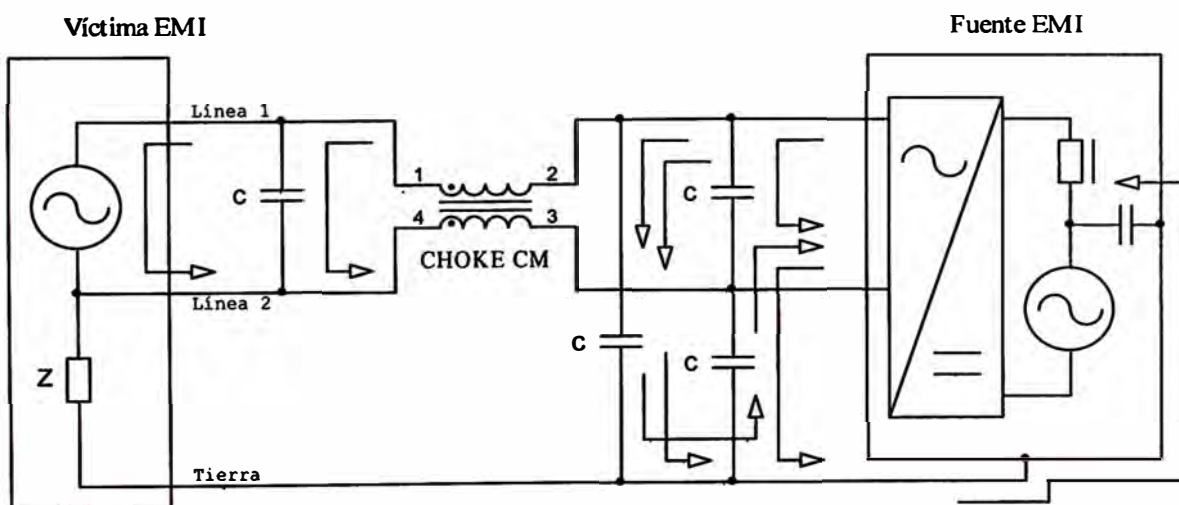 Víctima EMI
Fuente EMI
Línea 1
1
2
C
C
4
3
CHOKE CM
Línea 2
C
C
Z
Tierra